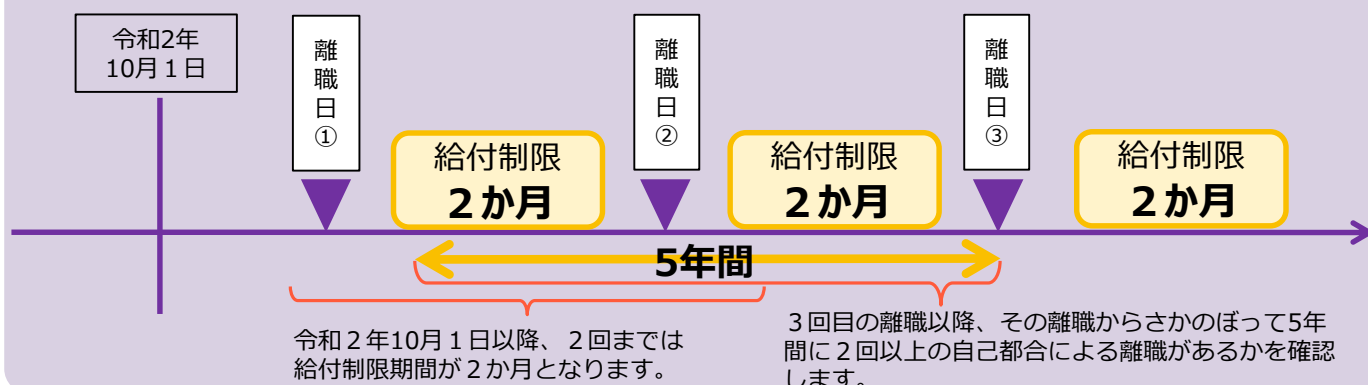 令和2年
10月１日
離職日①
給付制限
２か月
離職日②
給付制限
２か月
離職日③
給付制限
２か月
5年間
令和２年10月１日以降、２回までは
給付制限期間が２か月となります。
３回目の離職以降、その離職からさかのぼって5年
間に２回以上の自己都合による離職があるかを確認
します。